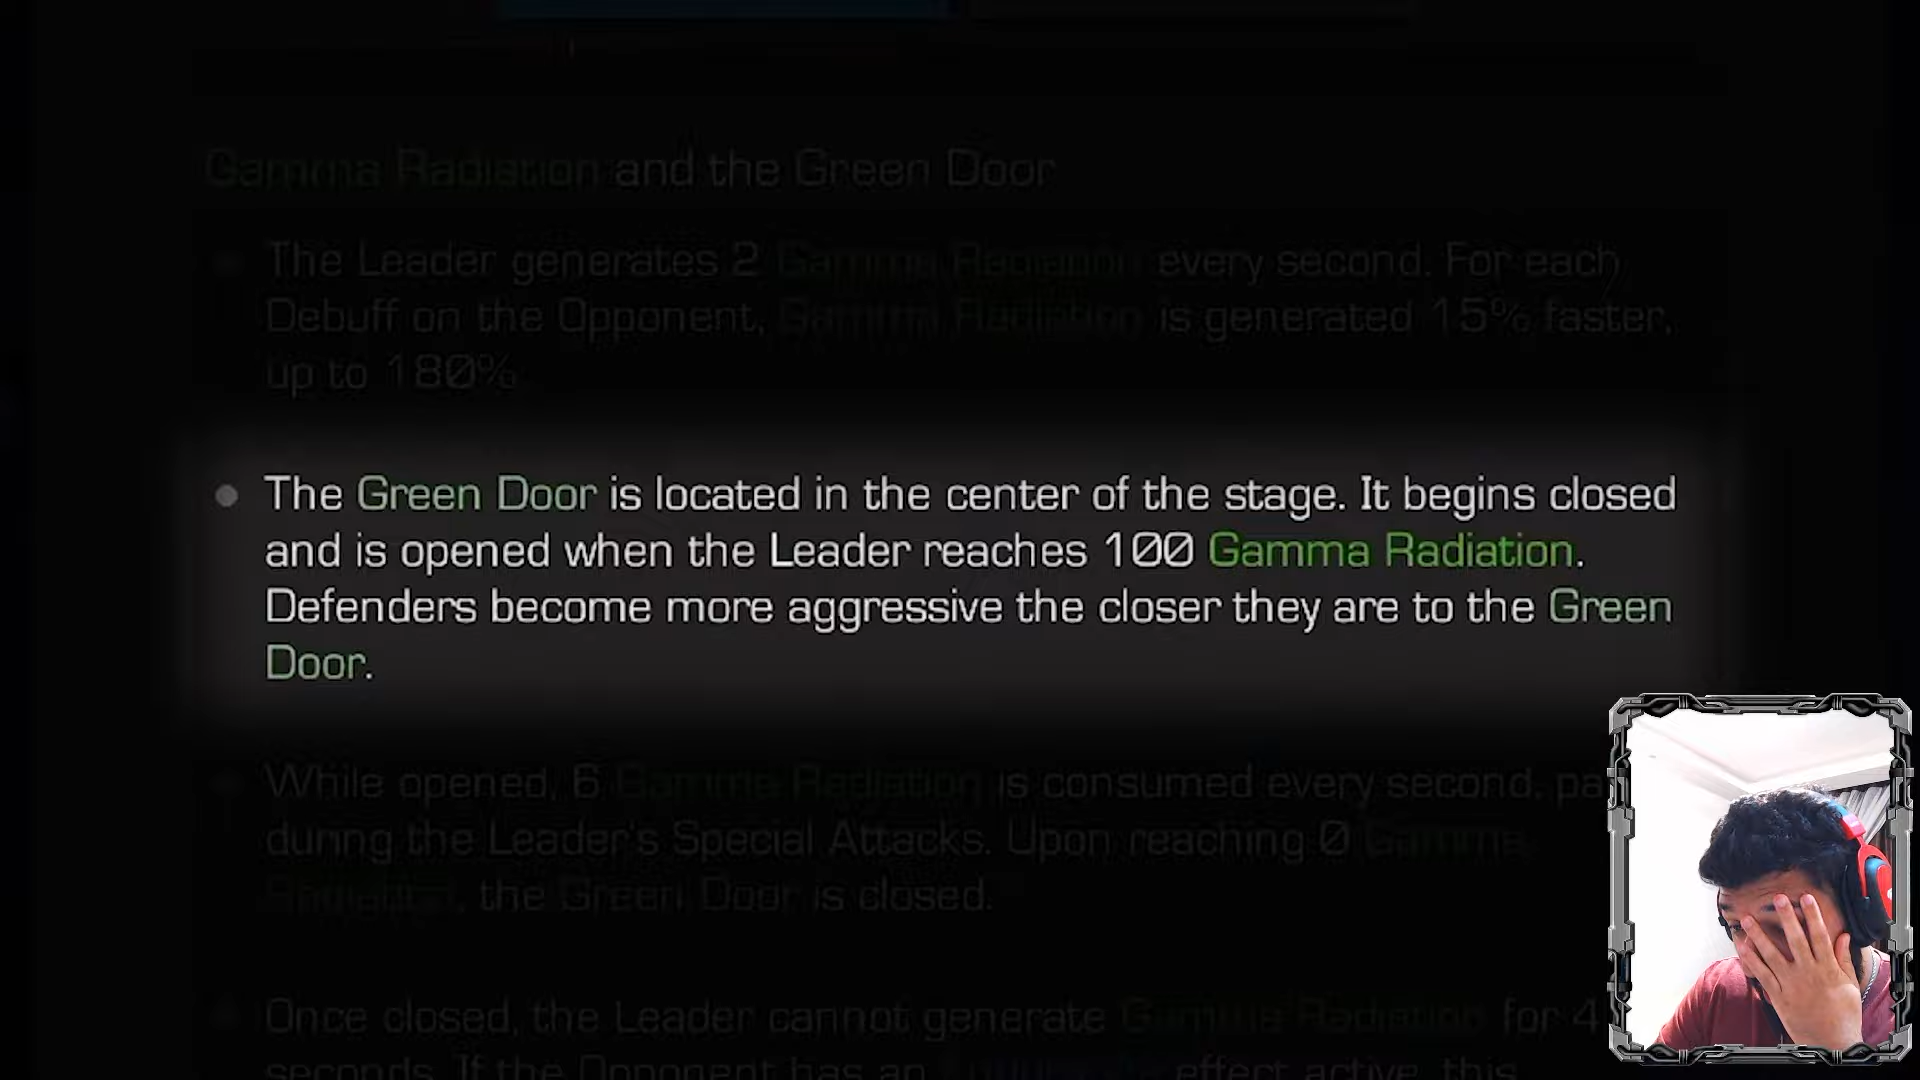 Gamma Radiation and the Green Door
The Leader generates 2 Gamma Radiation every second. For each
Debuff on the Opponent, Gamma Radiation is generated 15% faster,
up to 180%.
The Green Door is located in the center of the stage. It begins closed
and is opened when the Leader reaches 100 Gamma Radiation.
Defenders become more aggressive the closer they are to the Green
Door.
While opened, 6 Gamma Radiation is consumed every second, pa
during the Leader's Special Attacks. Upon reaching 0 Gamma
Radiation, the Green Door is closed.
Once closed, the Leader cannot generate Gamma Radiation for 4
seconds. If the Opponent has an effect active, this